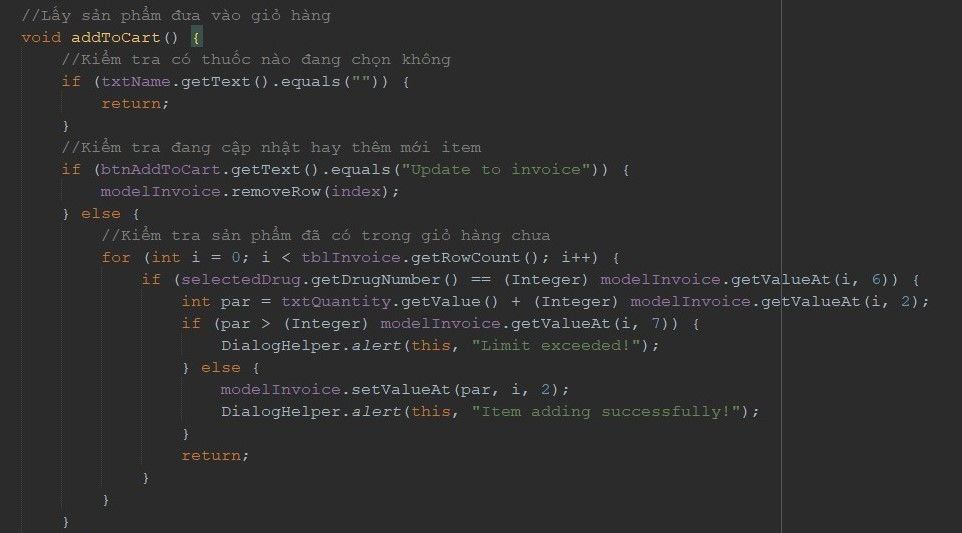 //Lấy sản phẩm đưa vào giỏ hàng
void addToCart() {
    //Kiểm tra có thuốc nào đang chọn không
    if (txtName.getText().equals("")) {
        return;
    }
    //Kiểm tra đang cập nhật hay thêm mới item
    if (btnAddToCart.getText().equals("Update to invoice")) {
        modelInvoice.removeRow(index);
    } else {
        //Kiểm tra sản phẩm đã có trong giỏ hàng chưa
        for (int i = 0; i < tblInvoice.getRowCount(); i++) {
            if (selectedDrug.getDrugNumber() == (Integer) modelInvoice.getValueAt(i, 6)) {
                int par = txtQuantity.getValue() + (Integer) modelInvoice.getValueAt(i, 2);
                if (par > (Integer) modelInvoice.getValueAt(i, 7)) {
                    DialogHelper.alert(this, "Limit exceeded!");
                } else {
                    modelInvoice.setValueAt(par, i, 2);
                    DialogHelper.alert(this, "Item adding successfully!");
                }
                return;
            }
        }
    }